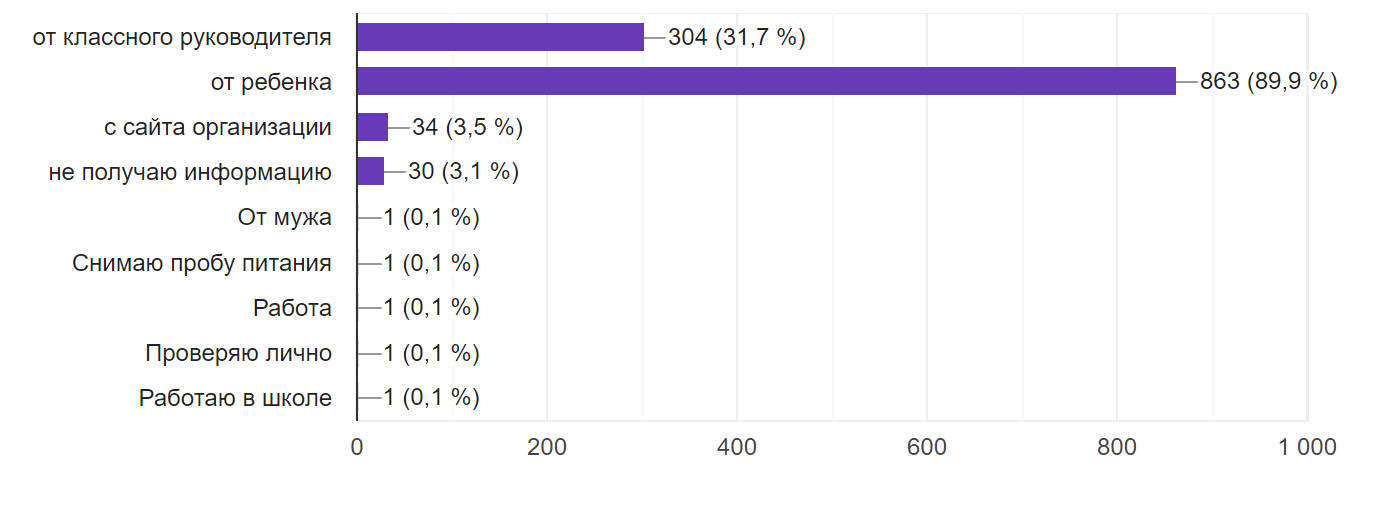 от классного руководителя 304 (31,7 %)
от ребенка 863 (89,9 %)
с сайта организации 34 (3,5 %)
не получаю информацию 30 (3,1 %)
От мужа 1 (0,1 %)
Снимаю пробу питания 1 (0,1 %)
Работа 1 (0,1 %)
Проверяю лично 1 (0,1 %)
Работаю в школе 1 (0,1 %)
0 200 400 600 800 1 000